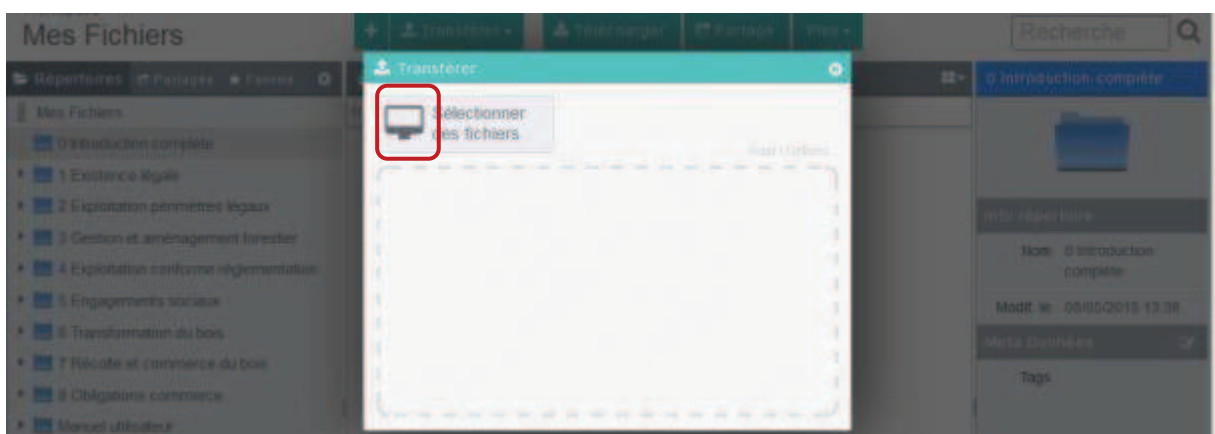 Mes Fichiers
Transférer
Télécharger
Partage
Plus
Recherche
Répertoires Partagés Favoris
Transférer
0 Introduction complète
Mes Fichiers
Sélectionner
des fichiers
0 Introduction complète
1 Existence légale
2 Exploitation périmètres légaux
3 Gestion et aménagement forestier
4 Exploitation conforme réglementation
5 Engagements sociaux
6 Transformation du bois
7 Récolte et commerce du bois
8 Obligations commerce
Manuel utilisateur
Info répertoire
Nom 0 Introduction
complète
Modif. le 08/05/2015 13:38
Meta Données
Tags